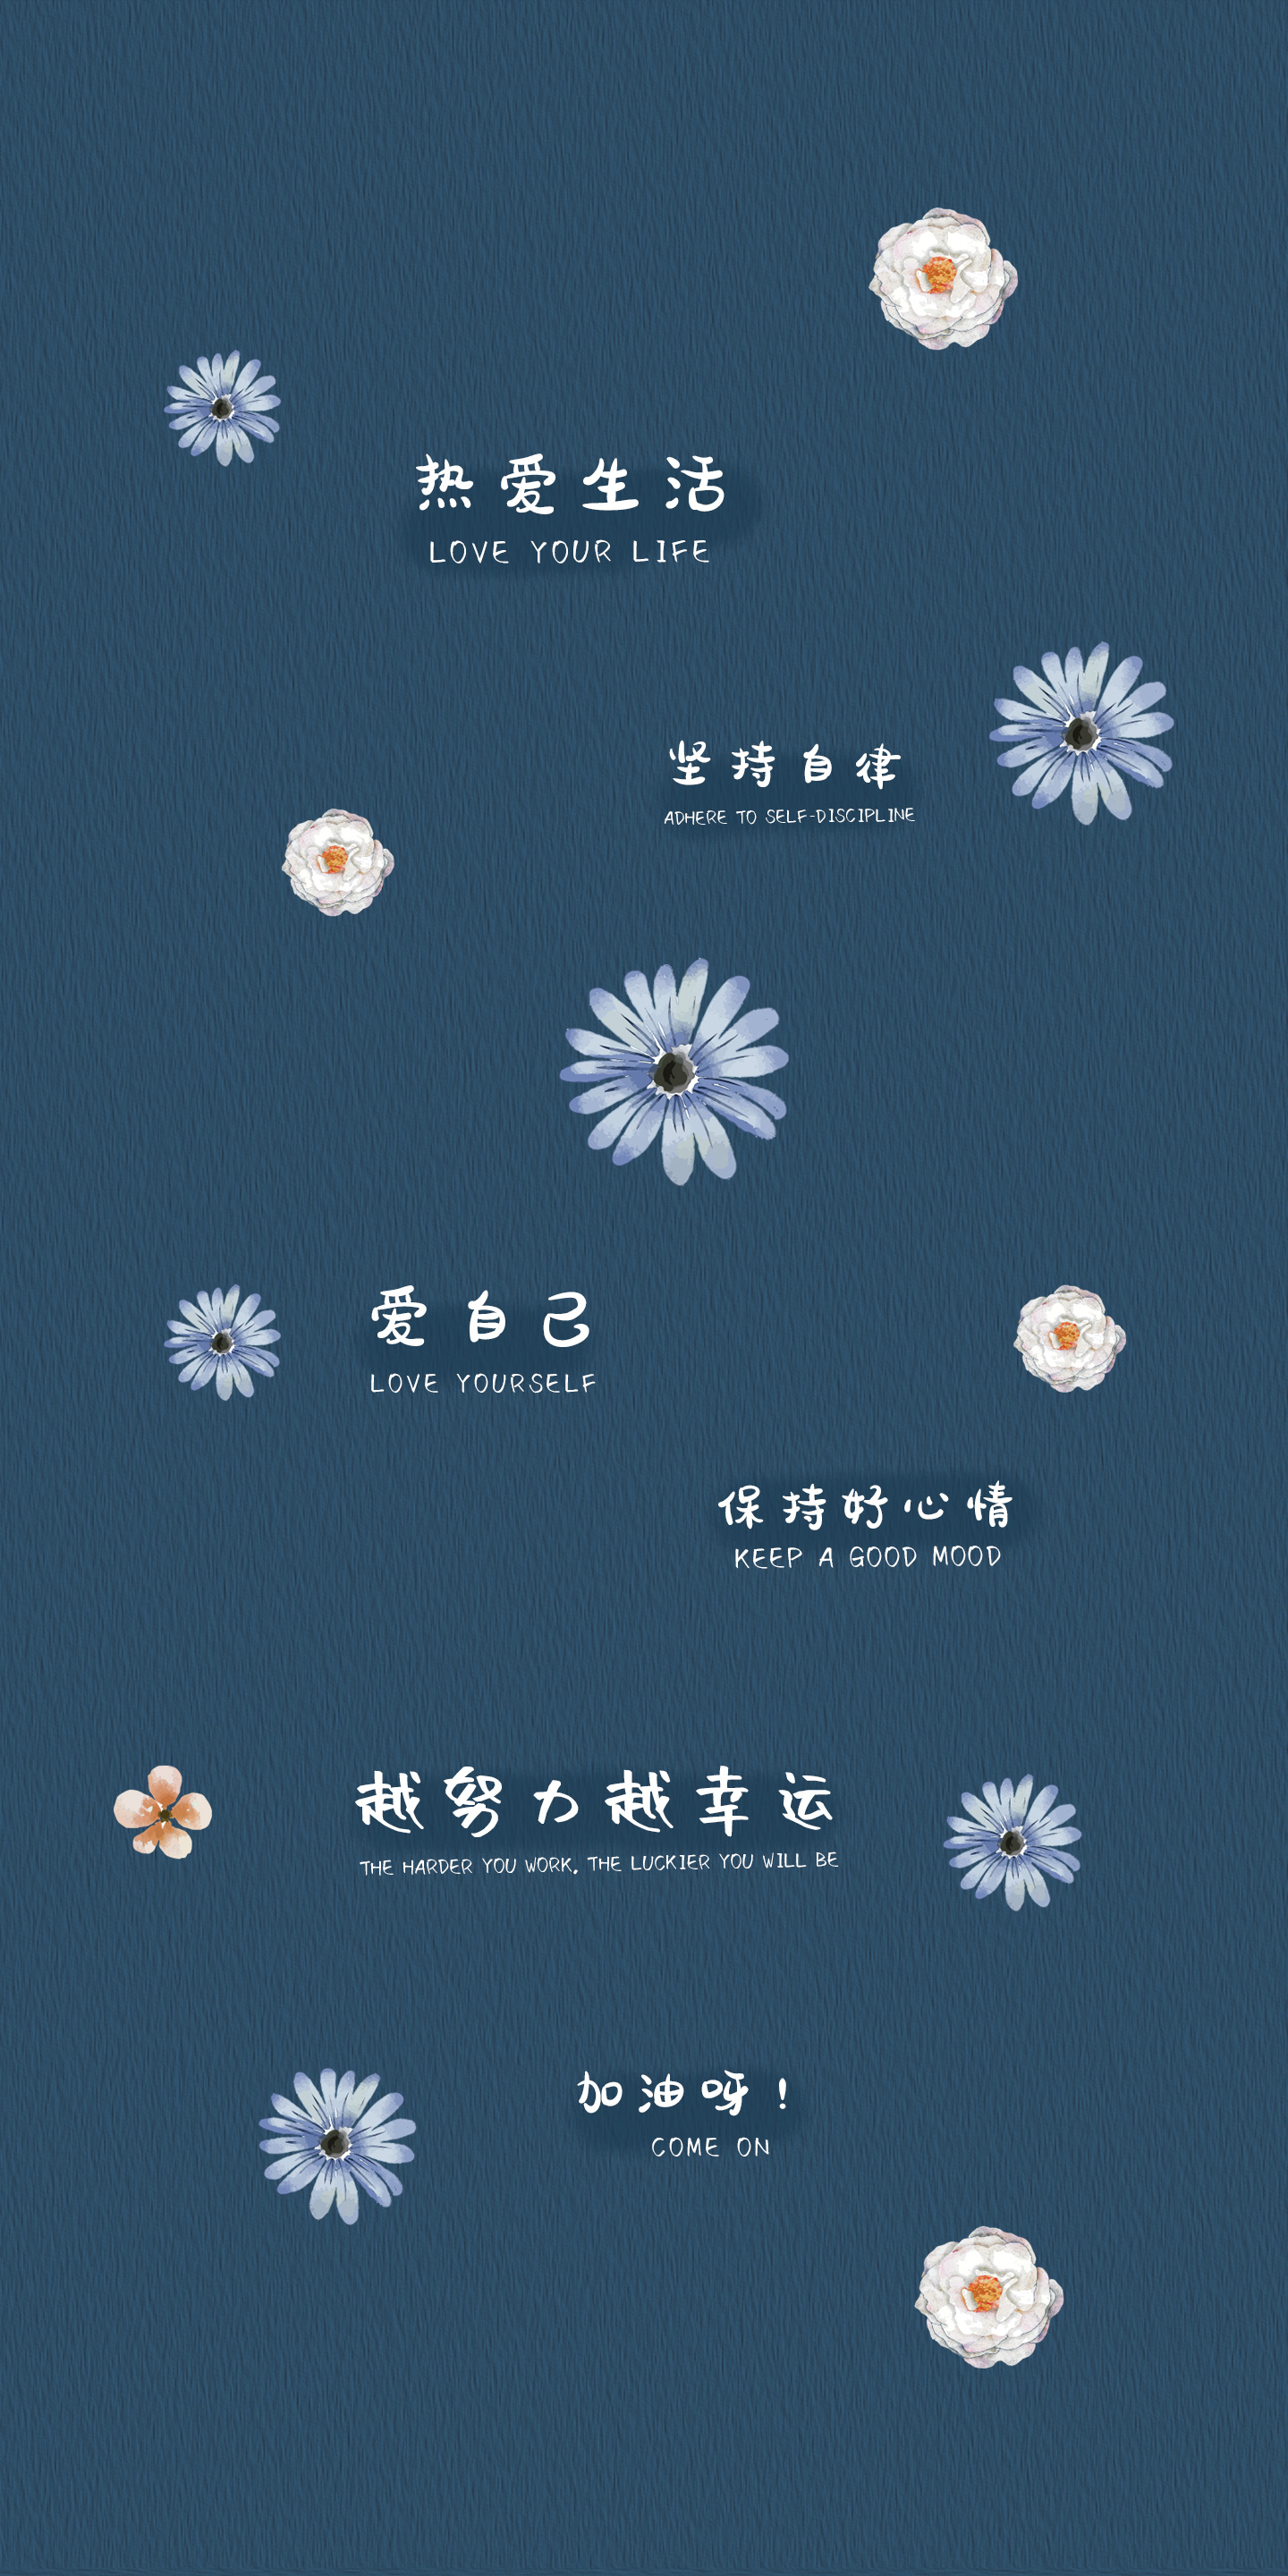 热爱生活
LOVE YOUR LIFE
坚持自律
ADHERE TO SELF-DISCIPLINE
爱自己
LOVE YOURSELF
保持好心情
KEEP A GOOD MOOD
越努力越幸运
THE HARDER YOU WORK, THE LUCKIER YOU WILL BE
加油呀！
COME ON